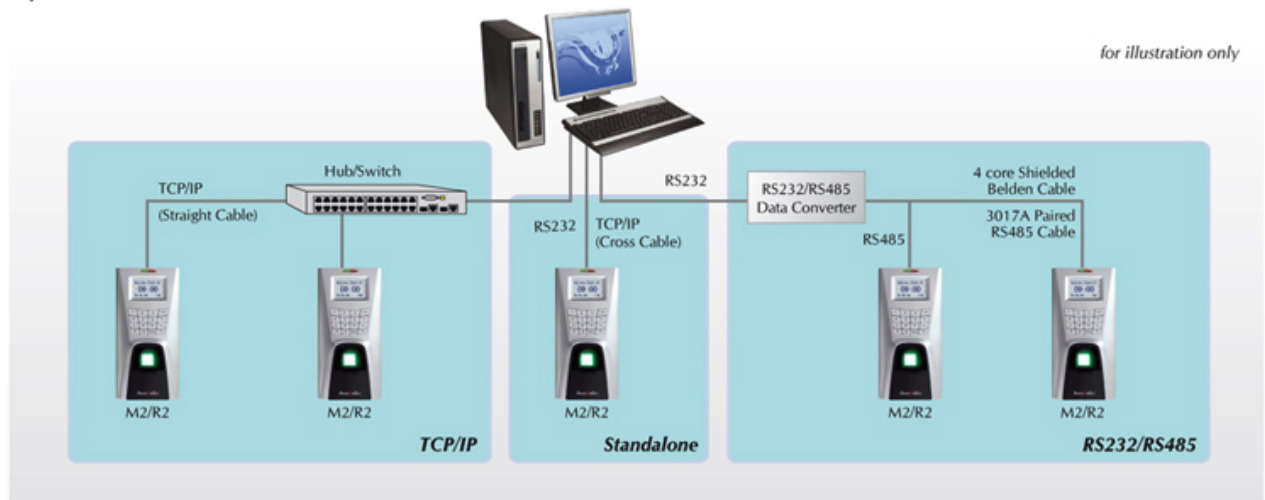 for illustration only
Hub/Switch
TCP/IP
(Straight Cable)
M2/R2
M2/R2
TCP/IP
RS232
TCP/IP
(Cross Cable)
M2/R2
Standalone
RS232
RS232/RS485
Data Converter
4 core Shielded
Belden Cable
3017A Paired
RS485 Cable
RS485
M2/R2
M2/R2
RS232/RS485